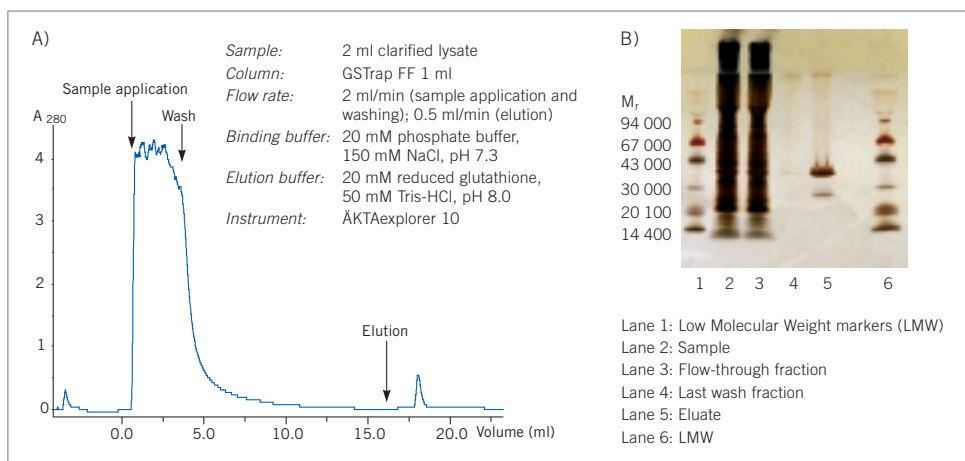 A)
Sample: 2 ml clarified lysate
Column: GSTrap FF 1 ml
Flow rate: 2 ml/min (sample application and
washing); 0.5 ml/min (elution)
Binding buffer: 20 mM phosphate buffer,
150 mM NaCl, pH 7.3
Elution buffer: 20 mM reduced glutathione,
50 mM Tris-HCl, pH 8.0
Instrument: ÄKTAexplorer 10
Sample application
Wash
A 280
4
3
2
1
0
Elution
0.0 5.0 10.0 15.0 20.0 Volume (ml)
B)
Mr
94 000
67 000
43 000
30 000
20 100
14 400
1 2 3 4 5 6
Lane 1: Low Molecular Weight markers (LMW)
Lane 2: Sample
Lane 3: Flow-through fraction
Lane 4: Last wash fraction
Lane 5: Eluate
Lane 6: LMW